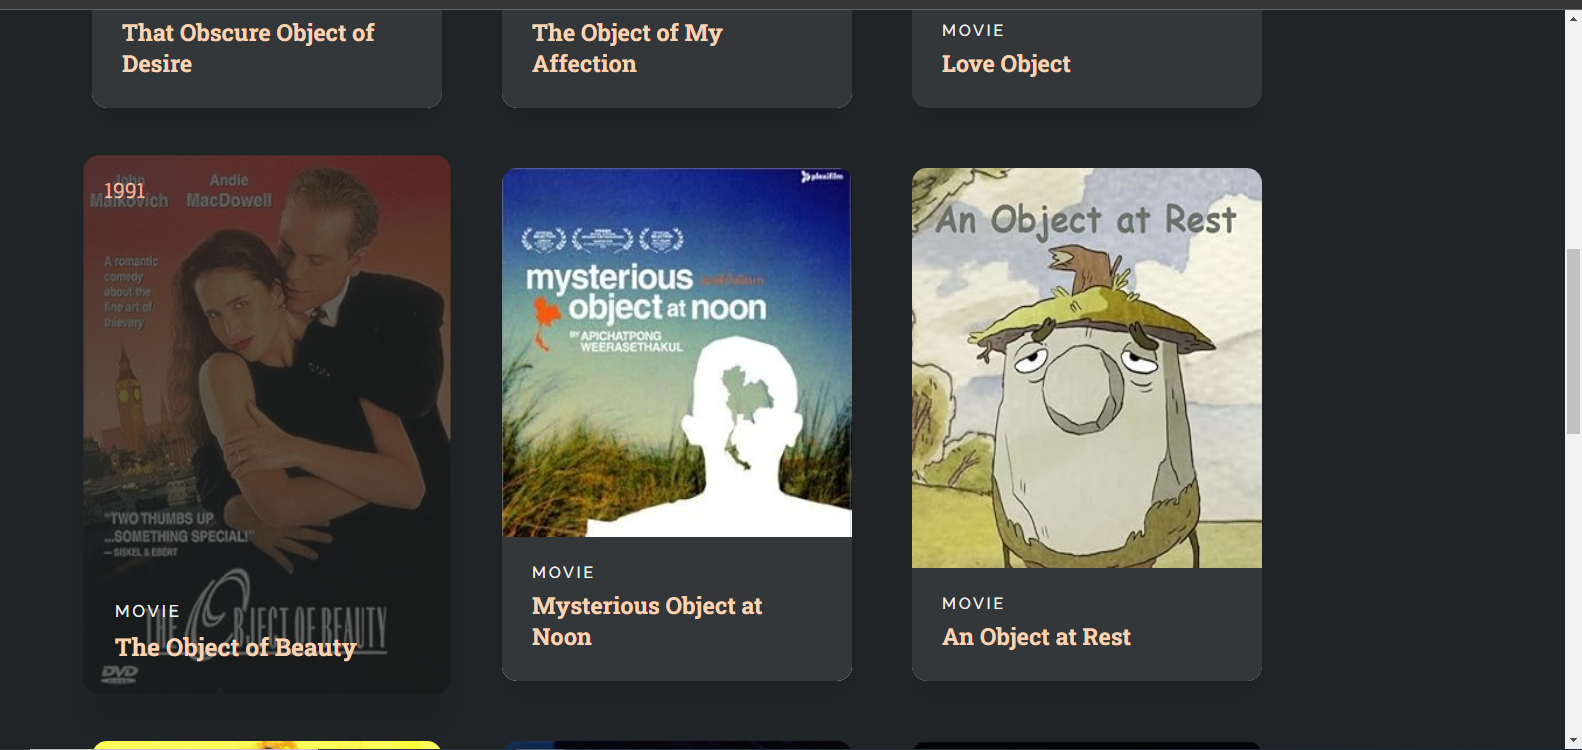 That Obscure Object of
Desire
The Object of My
Affection
MOVIE
Love Object
1991
John
Malkovich
Andie
MacDowell
A romantic
comedy
about the
fine art of
thievery
"TWO THUMBS UP
...SOMETHING SPECIAL!"
— SISKEL & EBERT
THE OBJECT OF BEAUTY
DVD
MOVIE
The Object of Beauty
plexifilm
mysterious
object at noon
BY APICHATPONG
WEERASETHAKUL
MOVIE
Mysterious Object at
Noon
An Object at Rest
MOVIE
An Object at Rest